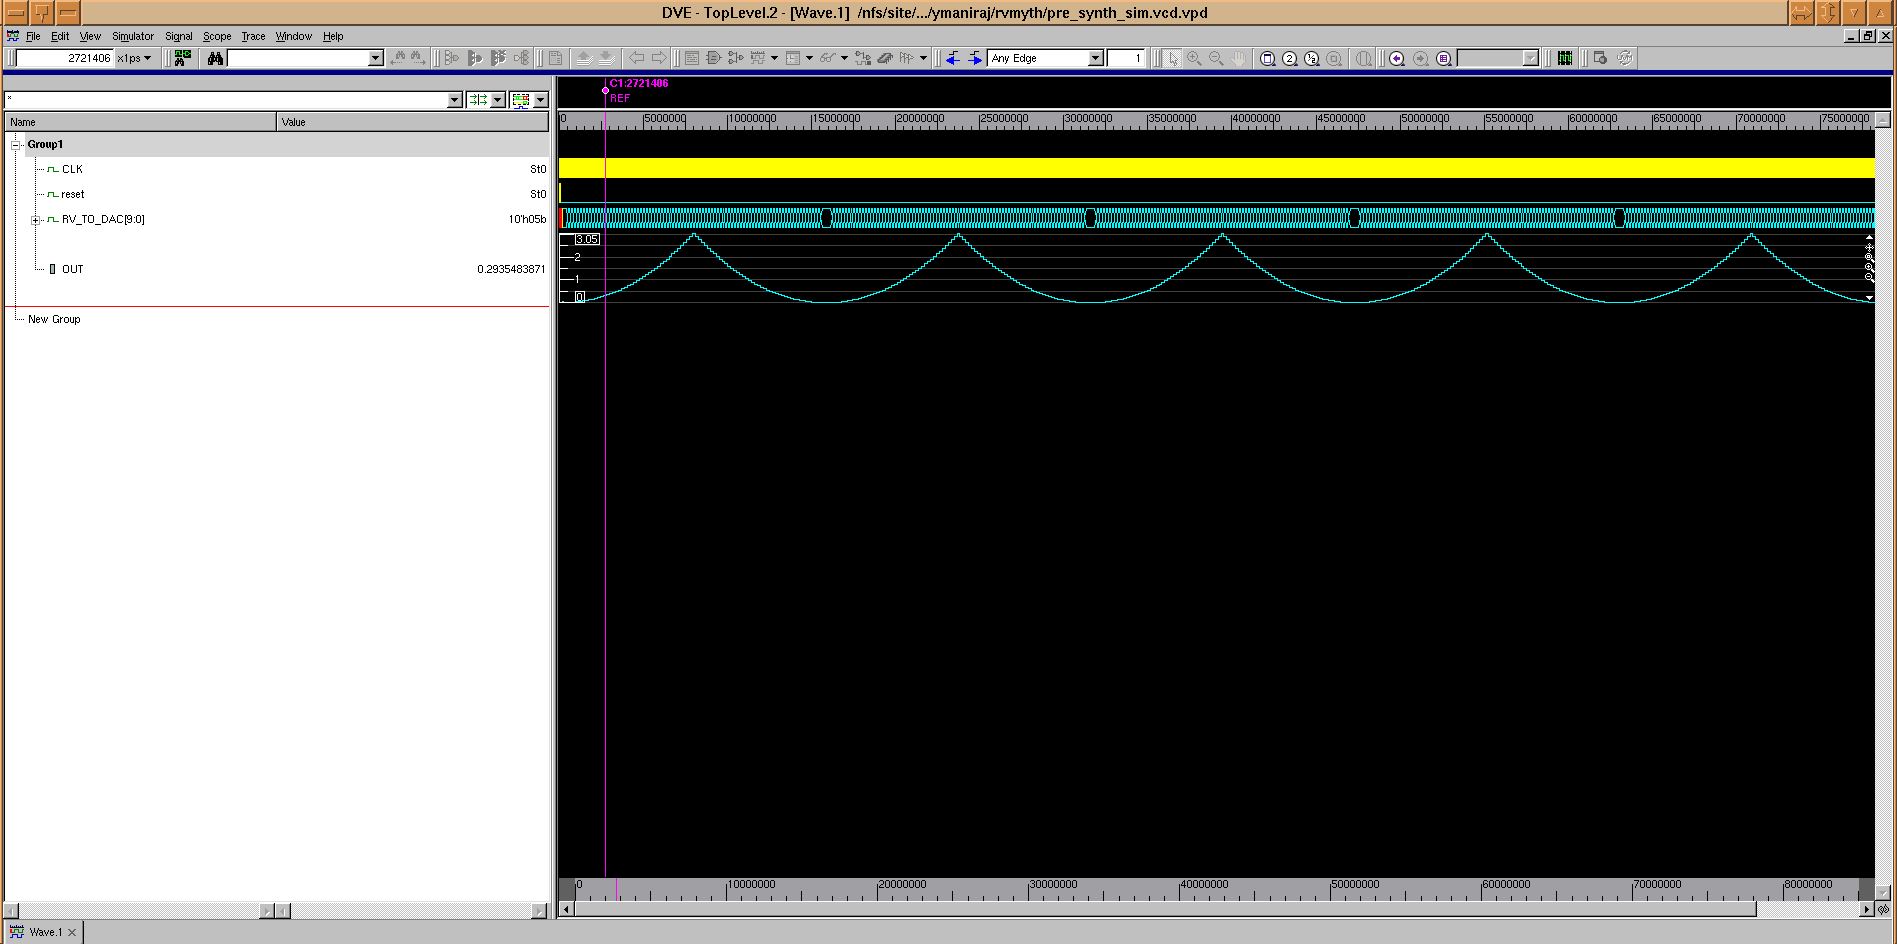 DVE - TopLevel.2 - [Wave.1]  /nfs/site/.../ymaniraj/rvmyth/pre_synth_sim.vcd.vpd
File Edit View Simulator Signal Scope Trace Window Help
2721406 x1ps Any Edge 1
C1:2721406
REF
*
Name Value
0 5000000 10000000 15000000 20000000 25000000 30000000 35000000 40000000 45000000 50000000 55000000 60000000 65000000 70000000 75000000
Group1
CLK St0
reset St0
RV_TO_DAC[9:0] 10'h05b
3.05
2
OUT 0.2935483871
1
0
New Group
0 10000000 20000000 30000000 40000000 50000000 60000000 70000000 80000000
Wave.1